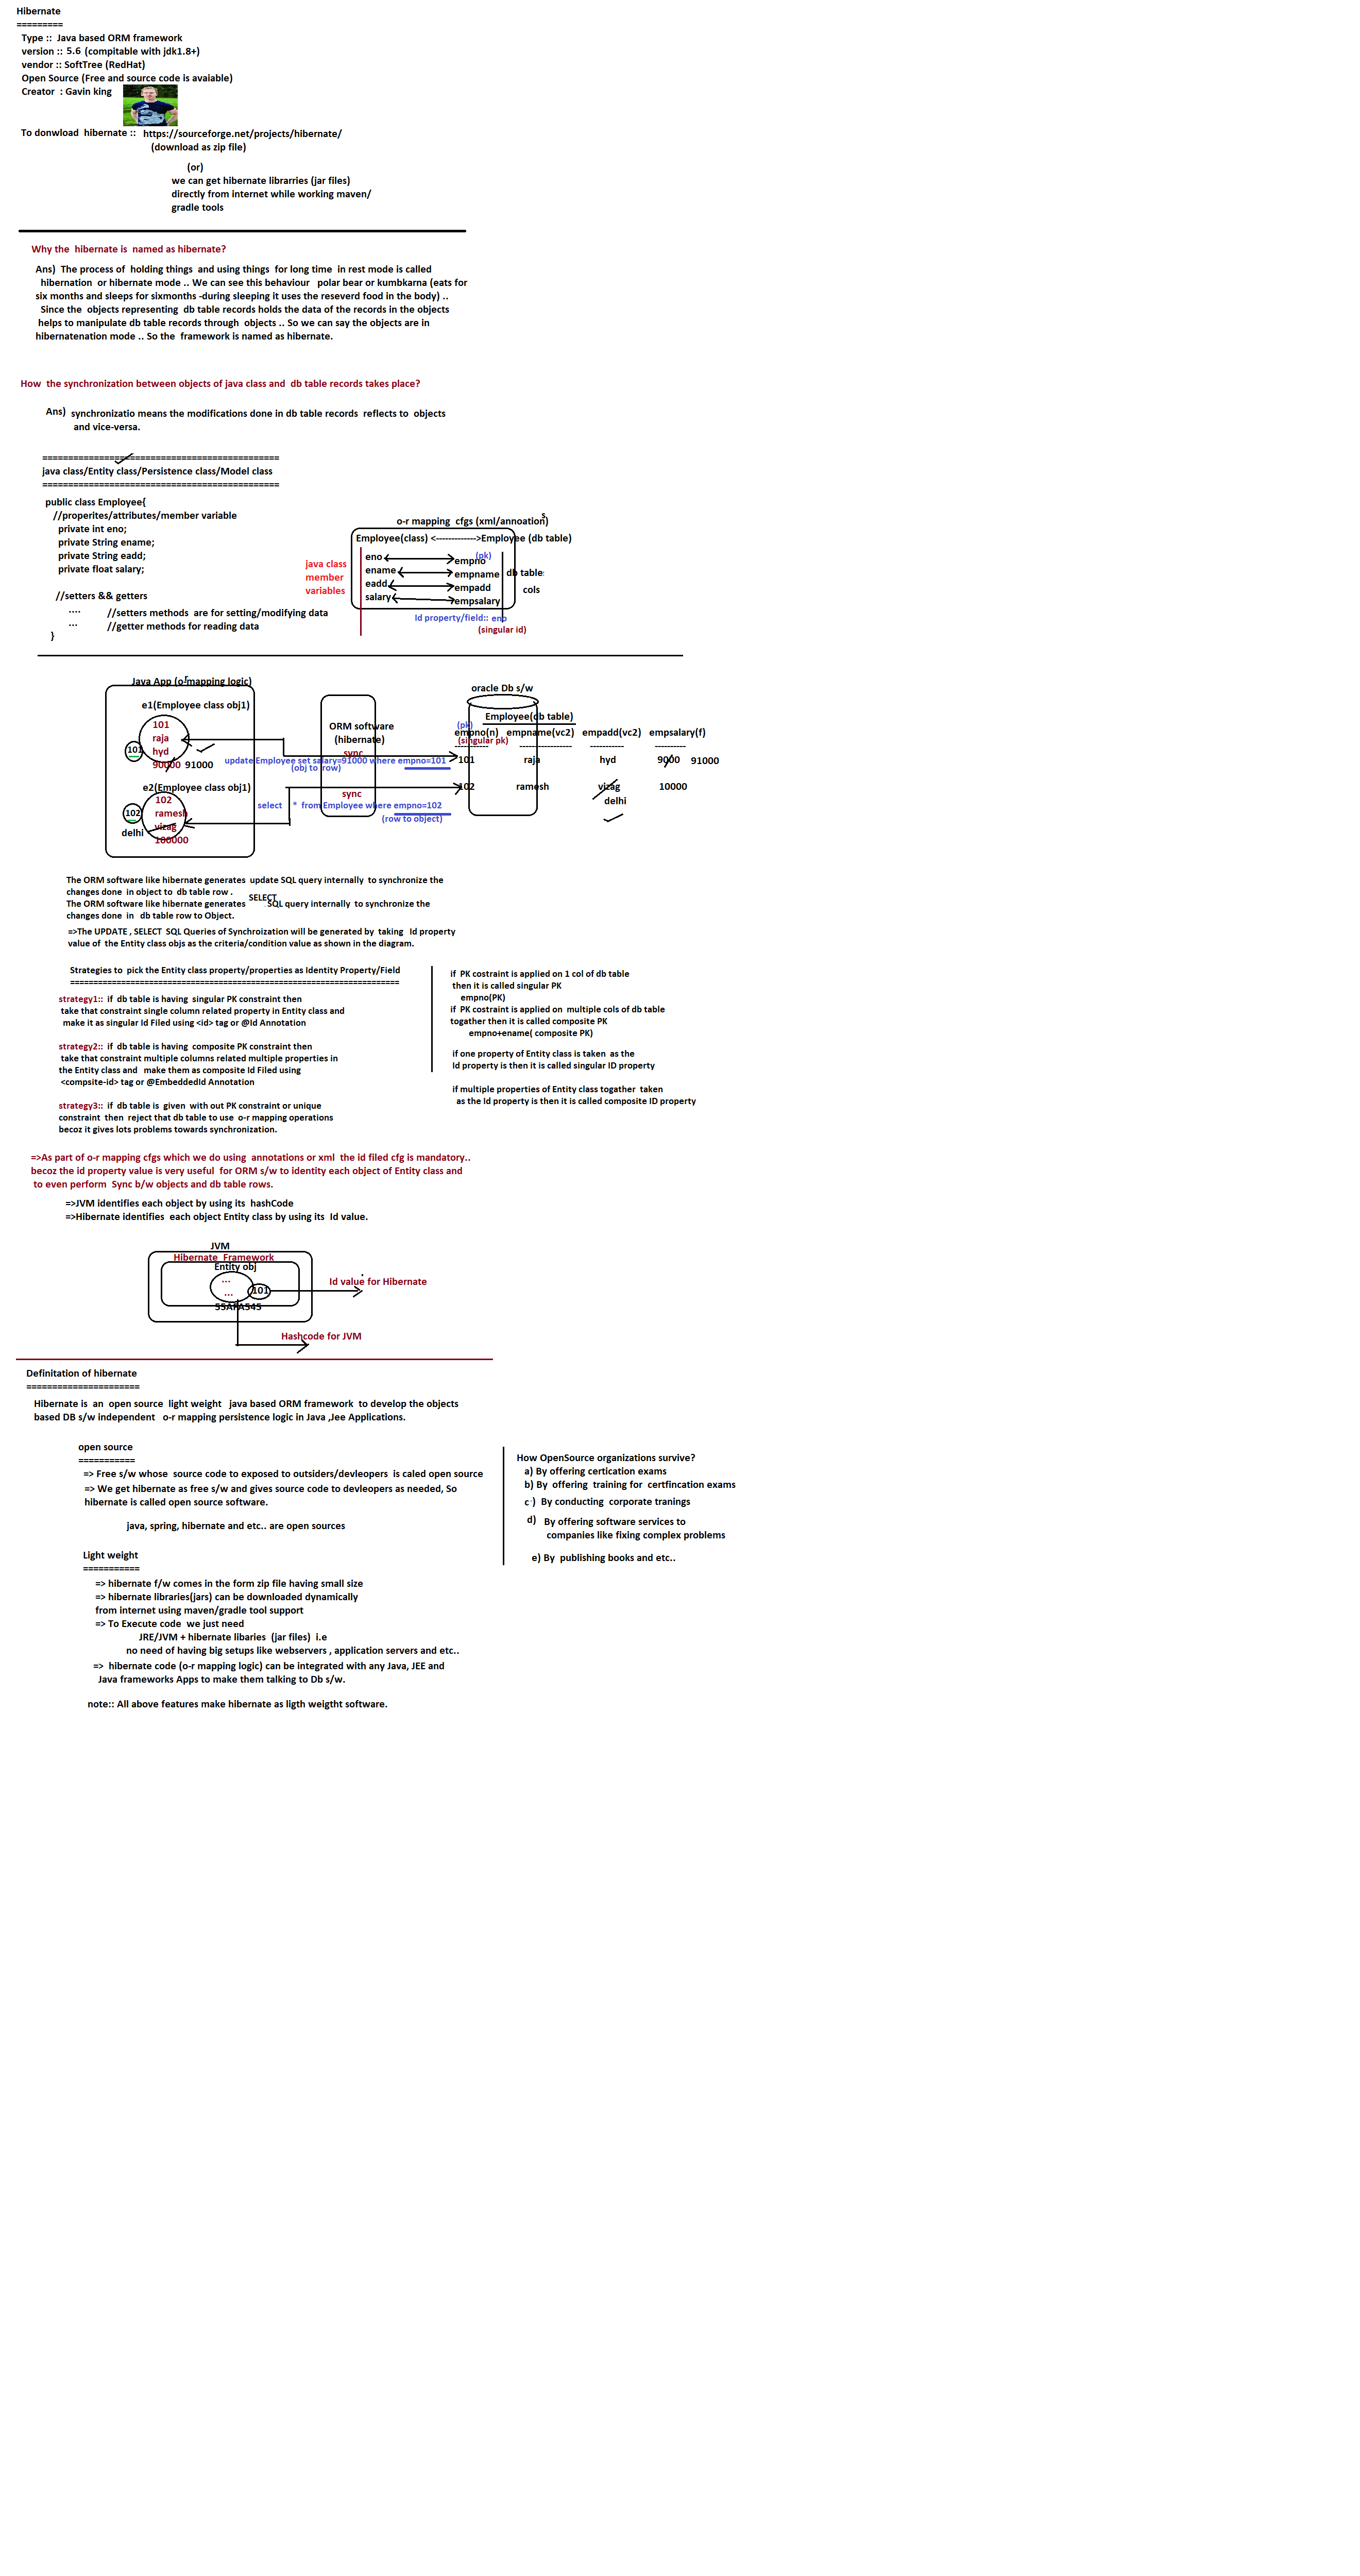 Hibernate
=========
Type :: Java based ORM framework
version :: 5.6 (compitable with jdk1.8+)
vendor :: SoftTree (RedHat)
Open Source (Free and source code is avaiable)
Creator : Gavin king
To donwload hibernate :: https://sourceforge.net/projects/hibernate/
(download as zip file)
(or)
we can get hibernate librarries (jar files)
directly from internet while working maven/
gradle tools
Why the hibernate is named as hibernate?
Ans) The process of holding things and using things for long time in rest mode is called
hibernation or hibernate mode .. We can see this behaviour polar bear or kumbkarna (eats for
six months and sleeps for sixmonths -during sleeping it uses the reseverd food in the body) ..
Since the objects representing db table records holds the data of the records in the objects
helps to manipulate db table records through objects .. So we can say the objects are in
hibernatenation mode .. So the framework is named as hibernate.
How the synchronization between objects of java class and db table records takes place?
Ans) synchronizatio means the modifications done in db table records reflects to objects
and vice-versa.
==============================================
java class/Entity class/Persistence class/Model class
==============================================
public class Employee{
//properites/attributes/member variable
private int eno;
private String ename;
private String eadd;
private float salary;
//setters && getters
.... //setters methods are for setting/modifying data
... //getter methods for reading data
}
o-r mapping cfgs (xml/annoation)
s
Employee(class) <------------->Employee (db table)
java class
member
variables
eno
ename
eadd
salary
(pk)
empno
empname
empadd
empsalary
db table
cols
Id property/field:: eno
(singular id)
Java App (o-mapping logic)
r
e1(Employee class obj1)
101
raja
hyd
90000 91000
101
e2(Employee class obj1)
102
ramesh
vizag
100000
102
delhi
ORM software
(hibernate)
sync
update Employee set salary=91000 where empno=101
(obj to row)
sync
select * from Employee where empno=102
(row to object)
oracle Db s/w
Employee(db table)
(pk)
empno(n) empname(vc2) empadd(vc2) empsalary(f)
(singular pk)
----------- ----------------- ----------- ----------
101 raja hyd 9000 91000
102 ramesh vizag 10000
delhi
The ORM software like hibernate generates update SQL query internally to synchronize the
changes done in object to db table row .
SELECT
The ORM software like hibernate generates SQL query internally to synchronize the
changes done in db table row to Object.
=>The UPDATE , SELECT SQL Queries of Synchroization will be generated by taking Id property
value of the Entity class objs as the criteria/condition value as shown in the diagram.
Strategies to pick the Entity class property/properties as Identity Property/Field
========================================================================
strategy1:: if db table is having singular PK constraint then
take that constraint single column related property in Entity class and
make it as singular Id Filed using <id> tag or @Id Annotation
strategy2:: if db table is having composite PK constraint then
take that constraint multiple columns related multiple properties in
the Entity class and make them as composite Id Filed using
<compsite-id> tag or @EmbeddedId Annotation
strategy3:: if db table is given with out PK constraint or unique
constraint then reject that db table to use o-r mapping operations
becoz it gives lots problems towards synchronization.
if PK costraint is applied on 1 col of db table
then it is called singular PK
empno(PK)
if PK costraint is applied on multiple cols of db table
togather then it is called composite PK
empno+ename( composite PK)
if one property of Entity class is taken as the
Id property is then it is called singular ID property
if multiple properties of Entity class togather taken
as the Id property is then it is called composite ID property
=>As part of o-r mapping cfgs which we do using annotations or xml the id filed cfg is mandatory..
becoz the id property value is very useful for ORM s/w to identity each object of Entity class and
to even perform Sync b/w objects and db table rows.
=>JVM identifies each object by using its hashCode
=>Hibernate identifies each object Entity class by using its Id value.
JVM
Hibernate Framework
Entity obj
...
...
101
55AFA545
Id value for Hibernate
Hashcode for JVM
Definitation of hibernate
======================
Hibernate is an open source light weight java based ORM framework to develop the objects
based DB s/w independent o-r mapping persistence logic in Java ,Jee Applications.
open source
===========
=> Free s/w whose source code to exposed to outsiders/devleopers is caled open source
=> We get hibernate as free s/w and gives source code to devleopers as needed, So
hibernate is called open source software.
java, spring, hibernate and etc.. are open sources
How OpenSource organizations survive?
a) By offering certication exams
b) By offering training for certfincation exams
c ) By conducting corporate tranings
d) By offering software services to
companies like fixing complex problems
e) By publishing books and etc..
Light weight
===========
=> hibernate f/w comes in the form zip file having small size
=> hibernate libraries(jars) can be downloaded dynamically
from internet using maven/gradle tool support
=> To Execute code we just need
JRE/JVM + hibernate libaries (jar files) i.e
no need of having big setups like webservers , application servers and etc..
=> hibernate code (o-r mapping logic) can be integrated with any Java, JEE and
Java frameworks Apps to make them talking to Db s/w.
note:: All above features make hibernate as ligth weigtht software.